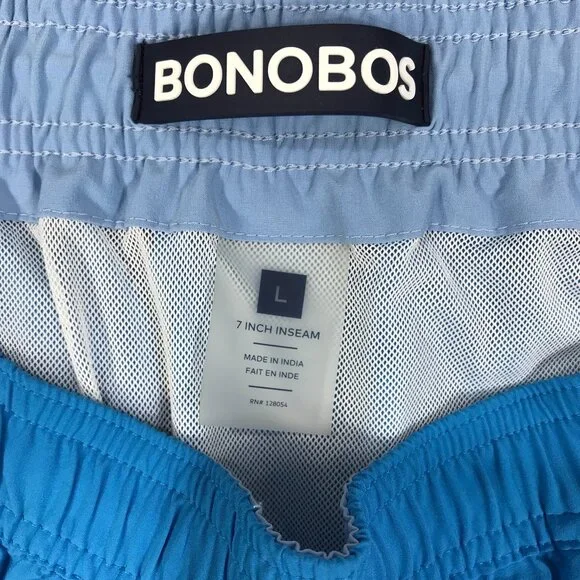 BONOBOS
L
7 INCH INSEAM
MADE IN INDIA
FAIT EN INDE
RN# 128054